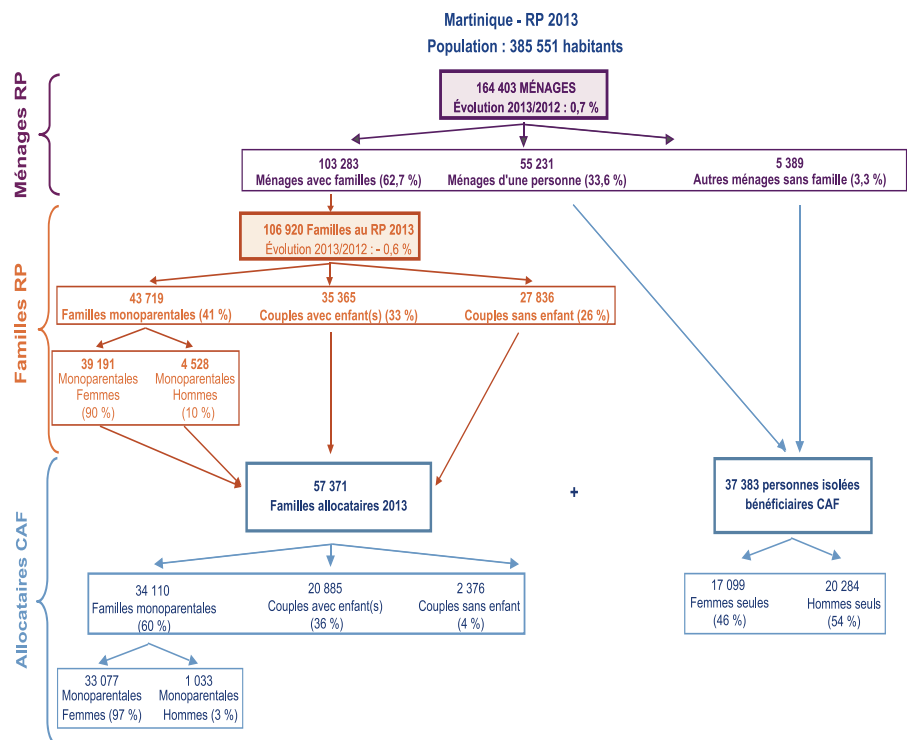 Martinique - RP 2013
Population : 385 551 habitants
Ménages RP
164 403 MÉNAGES
Évolution 2013/2012 : 0,7 %
103 283
Ménages avec familles (62,7 %)
55 231
Ménages d'une personne (33,6 %)
5 389
Autres ménages sans famille (3,3 %)
Familles RP
106 920 Familles au RP 2013
Évolution 2013/2012 : - 0,6 %
43 719
Familles monoparentales (41 %)
35 365
Couples avec enfant(s) (33 %)
27 836
Couples sans enfant (26 %)
39 191
Monoparentales
Femmes
(90 %)
4 528
Monoparentales
Hommes
(10 %)
Allocataires CAF
57 371
Familles allocataires 2013
+
37 383 personnes isolées
bénéficiaires CAF
34 110
Familles monoparentales
(60 %)
20 885
Couples avec enfant(s)
(36 %)
2 376
Couples sans enfant
(4 %)
17 099
Femmes seules
(46 %)
20 284
Hommes seuls
(54 %)
33 077
Monoparentales
Femmes (97 %)
1 033
Monoparentales
Hommes (3 %)